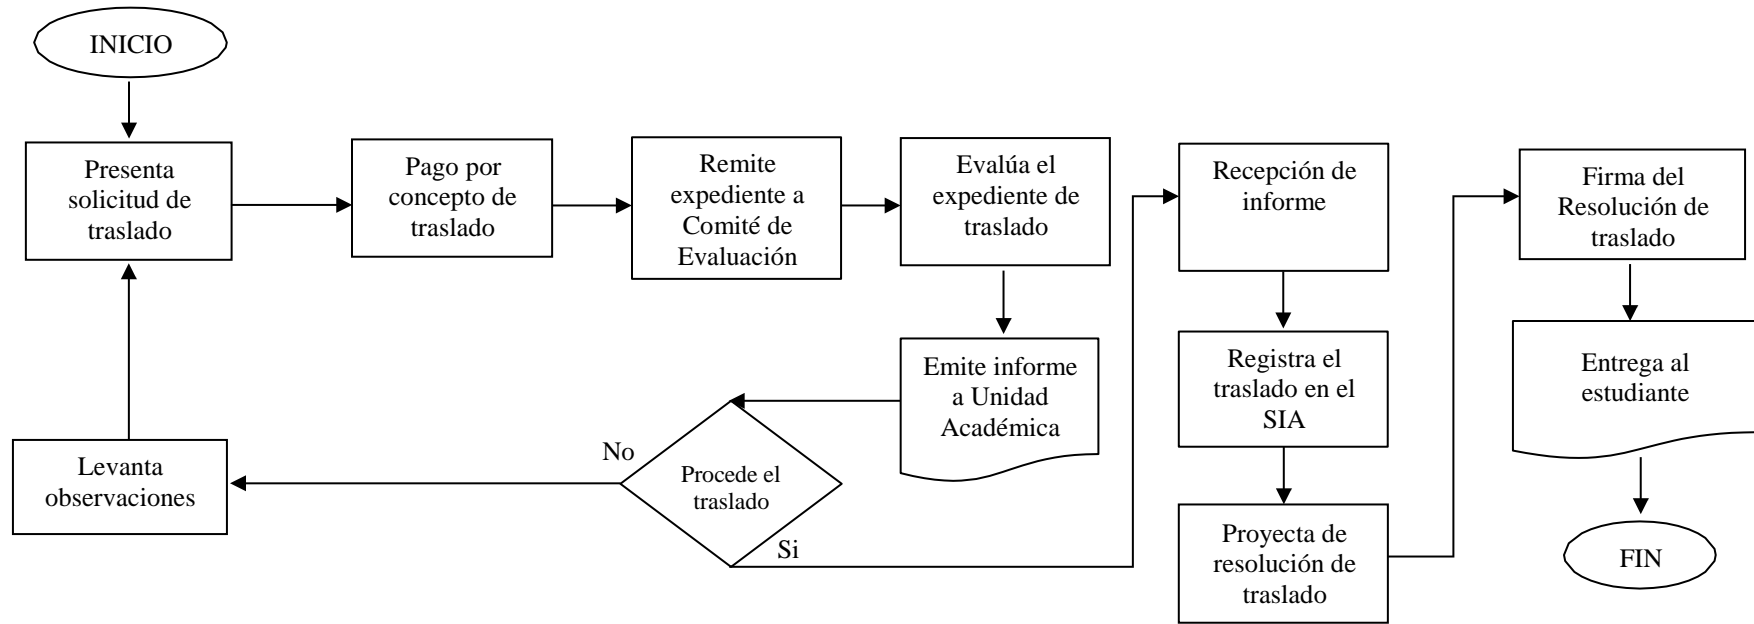 INICIO
Presenta
solicitud de
traslado
Pago por
concepto de
traslado
Remite
expediente a
Comité de
Evaluación
Evalúa el
expediente de
traslado
Emite informe
a Unidad
Académica
Procede el
traslado
No
Levanta
observaciones
Si
Recepción de
informe
Registra el
traslado en el
SIA
Proyecta de
resolución de
traslado
Firma del
Resolución de
traslado
Entrega al
estudiante
FIN